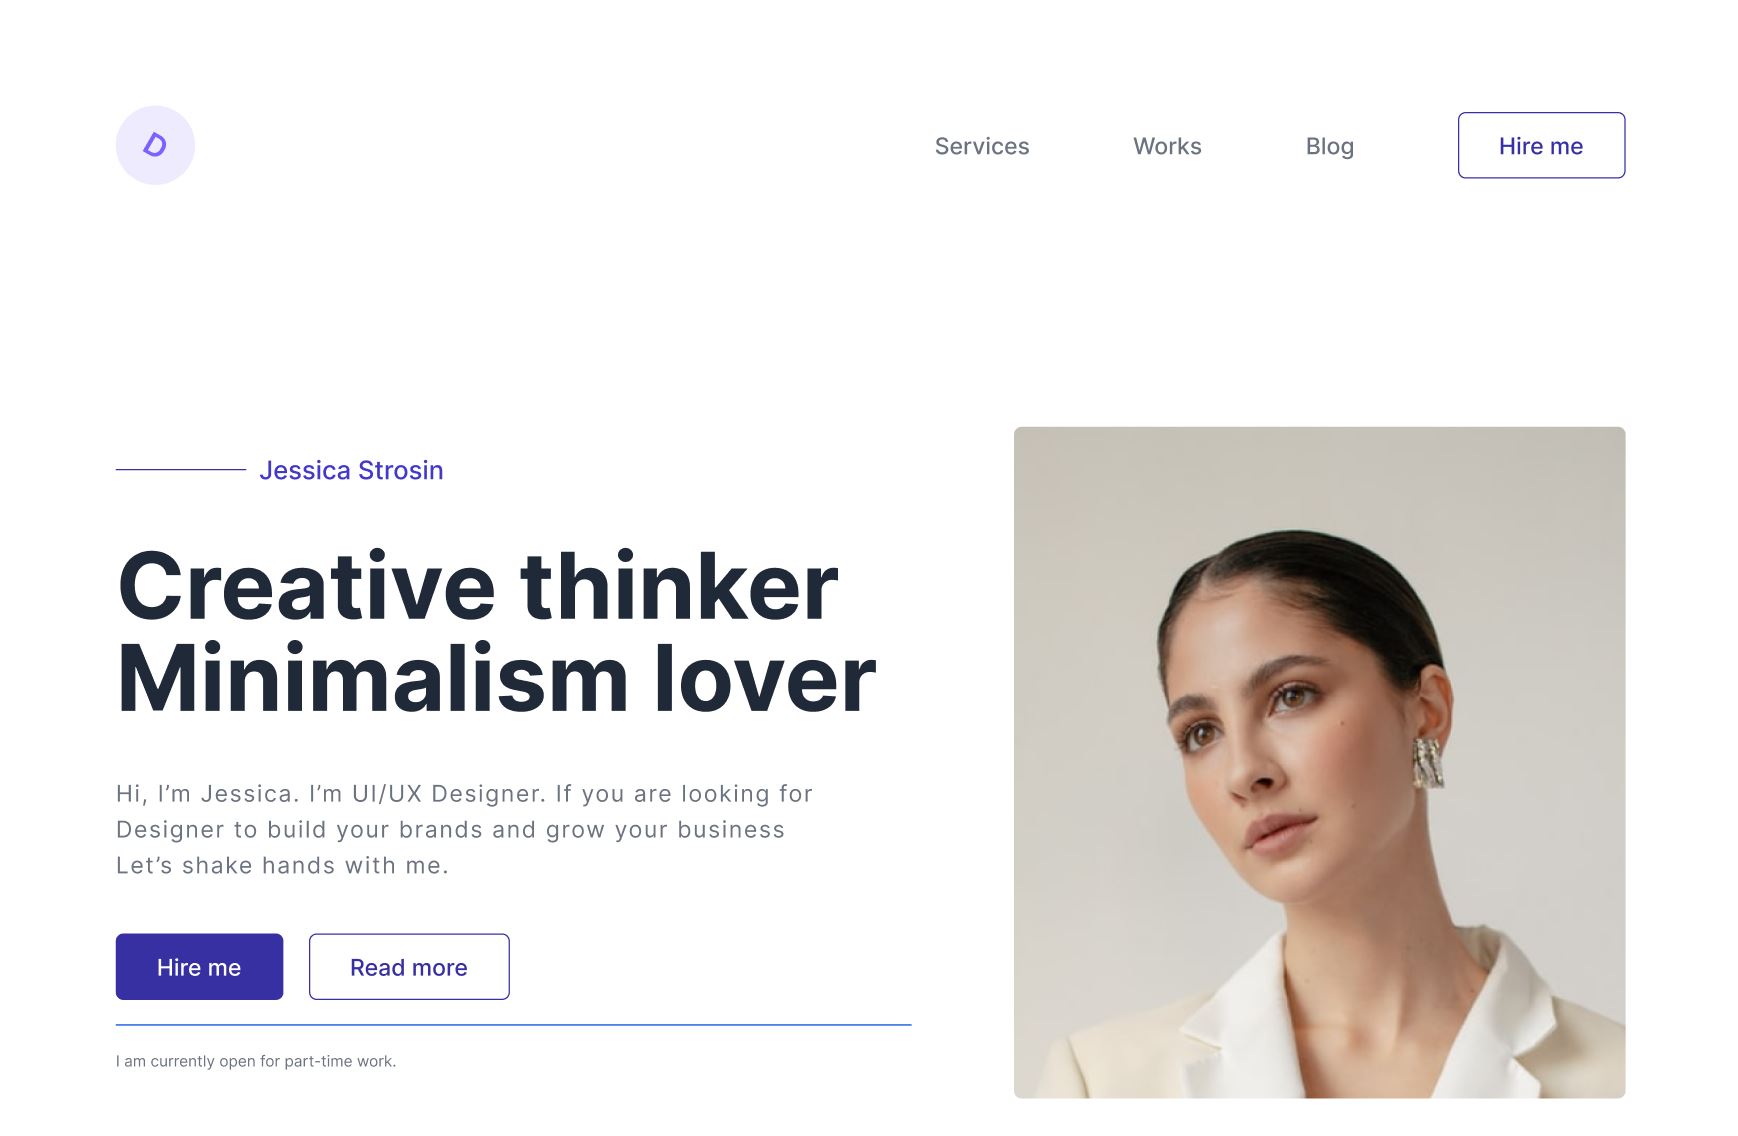 D
Services
Works
Blog
Hire me
Jessica Strosin
Creative thinker
Minimalism lover
Hi, I’m Jessica. I’m UI/UX Designer. If you are looking for
Designer to build your brands and grow your business
Let’s shake hands with me.
Hire me
Read more
I am currently open for part-time work.